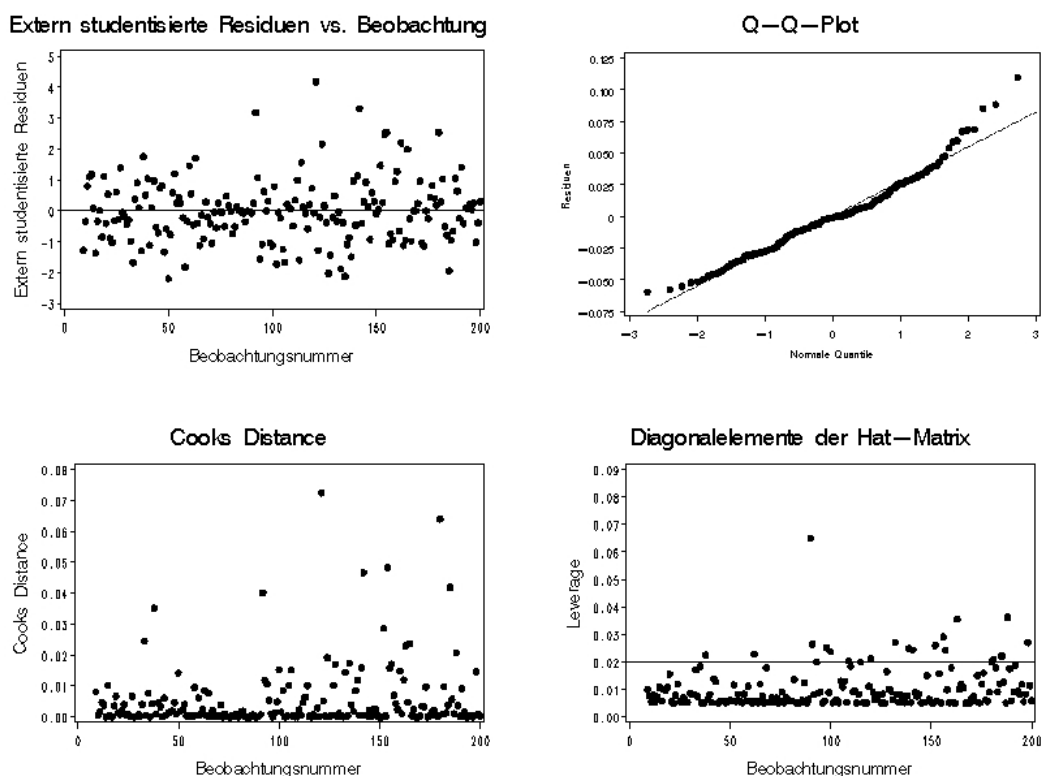 Extern studentisierte Residuen vs. Beobachtung
Extern studentisierte Residuen
5
4
3
2
1
0
-1
-2
-3
0 50 100 150 200
Beobachtungsnummer
Q-Q-Plot
Residuen
0.125
0.100
0.075
0.050
0.025
0
-0.025
-0.050
-0.075
-3 -2 -1 0 1 2 3
Normale Quantile
Cooks Distance
Cooks Distance
0.08
0.07
0.06
0.05
0.04
0.03
0.02
0.01
0.00
0 50 100 150 200
Beobachtungsnummer
Diagonalelemente der Hat-Matrix
Leverage
0.09
0.08
0.07
0.06
0.05
0.04
0.03
0.02
0.01
0.00
0 50 100 150 200
Beobachtungsnummer